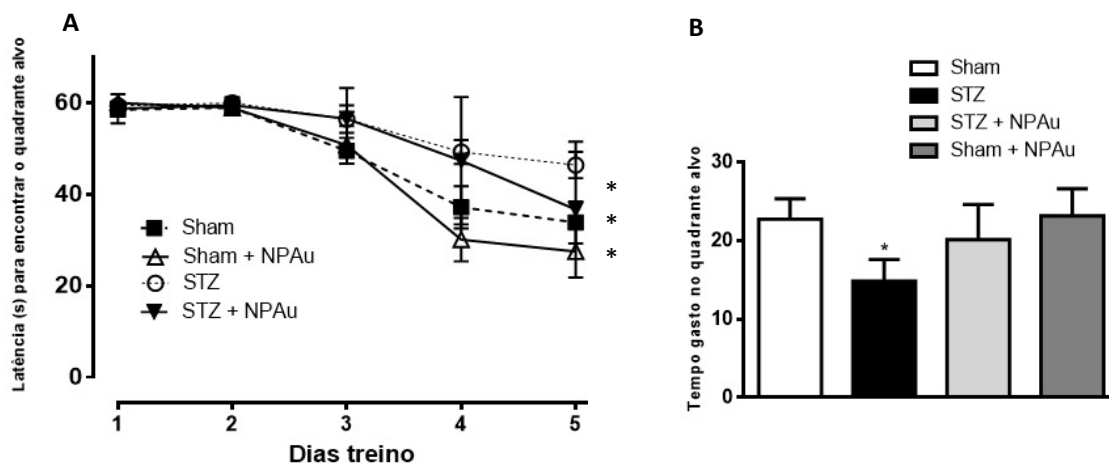 A
Latência (s) para encontrar o quadrante alvo
60
40
20
0
Sham
Sham + NPAu
STZ
STZ + NPAu
*
*
*
1 2 3 4 5
Dias treino
B
Sham
STZ
STZ + NPAu
Sham + NPAu
Tempo gasto no quadrante alvo
30
20
10
0
*